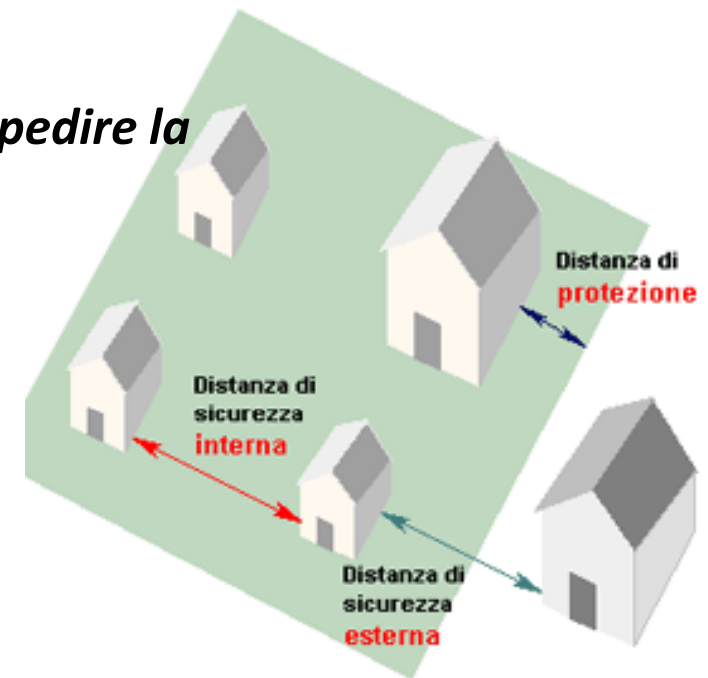 pedire la
Distanza di
protezione
Distanza di
sicurezza
interna
Distanza di
sicurezza
esterna